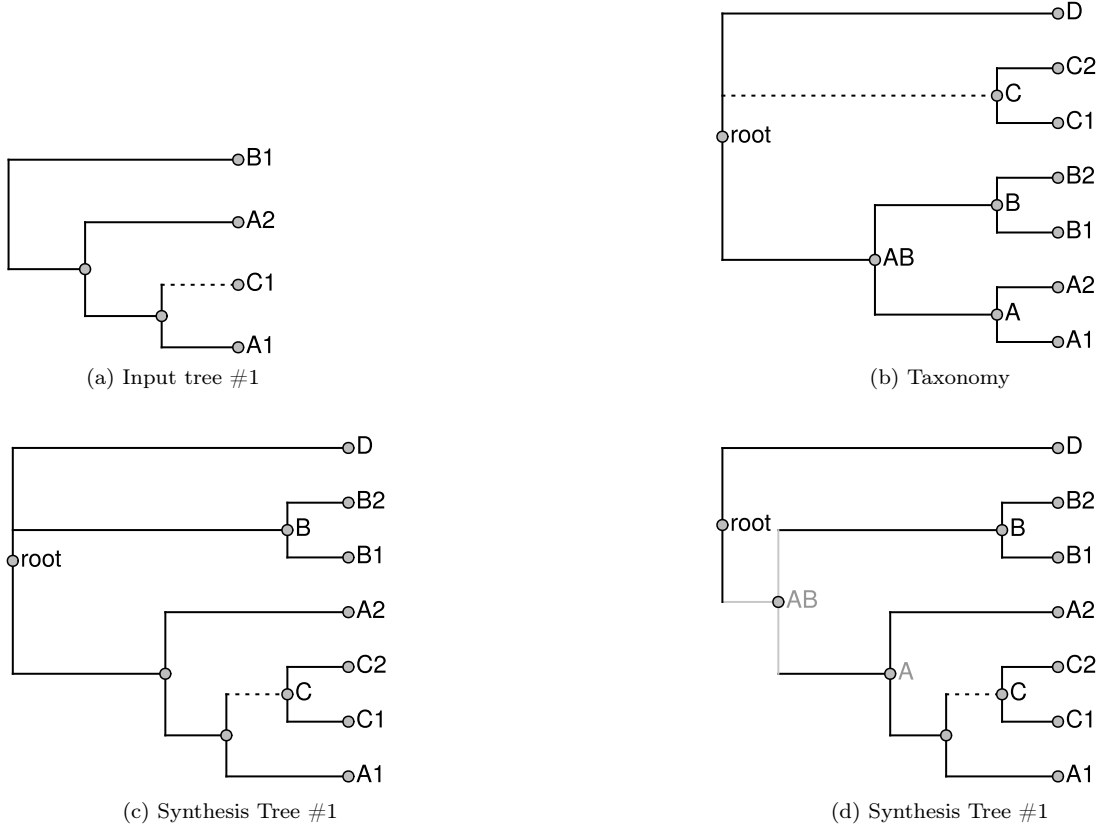 B1
A2
C1
A1
(a) Input tree #1
D
C2
C
C1
root
B2
B
B1
AB
A2
A
A1
(b) Taxonomy
D
B2
B
B1
root
A2
C2
C
C1
A1
(c) Synthesis Tree #1
D
B2
root
B
B1
AB
A2
C2
A
C
C1
A1
(d) Synthesis Tree #1